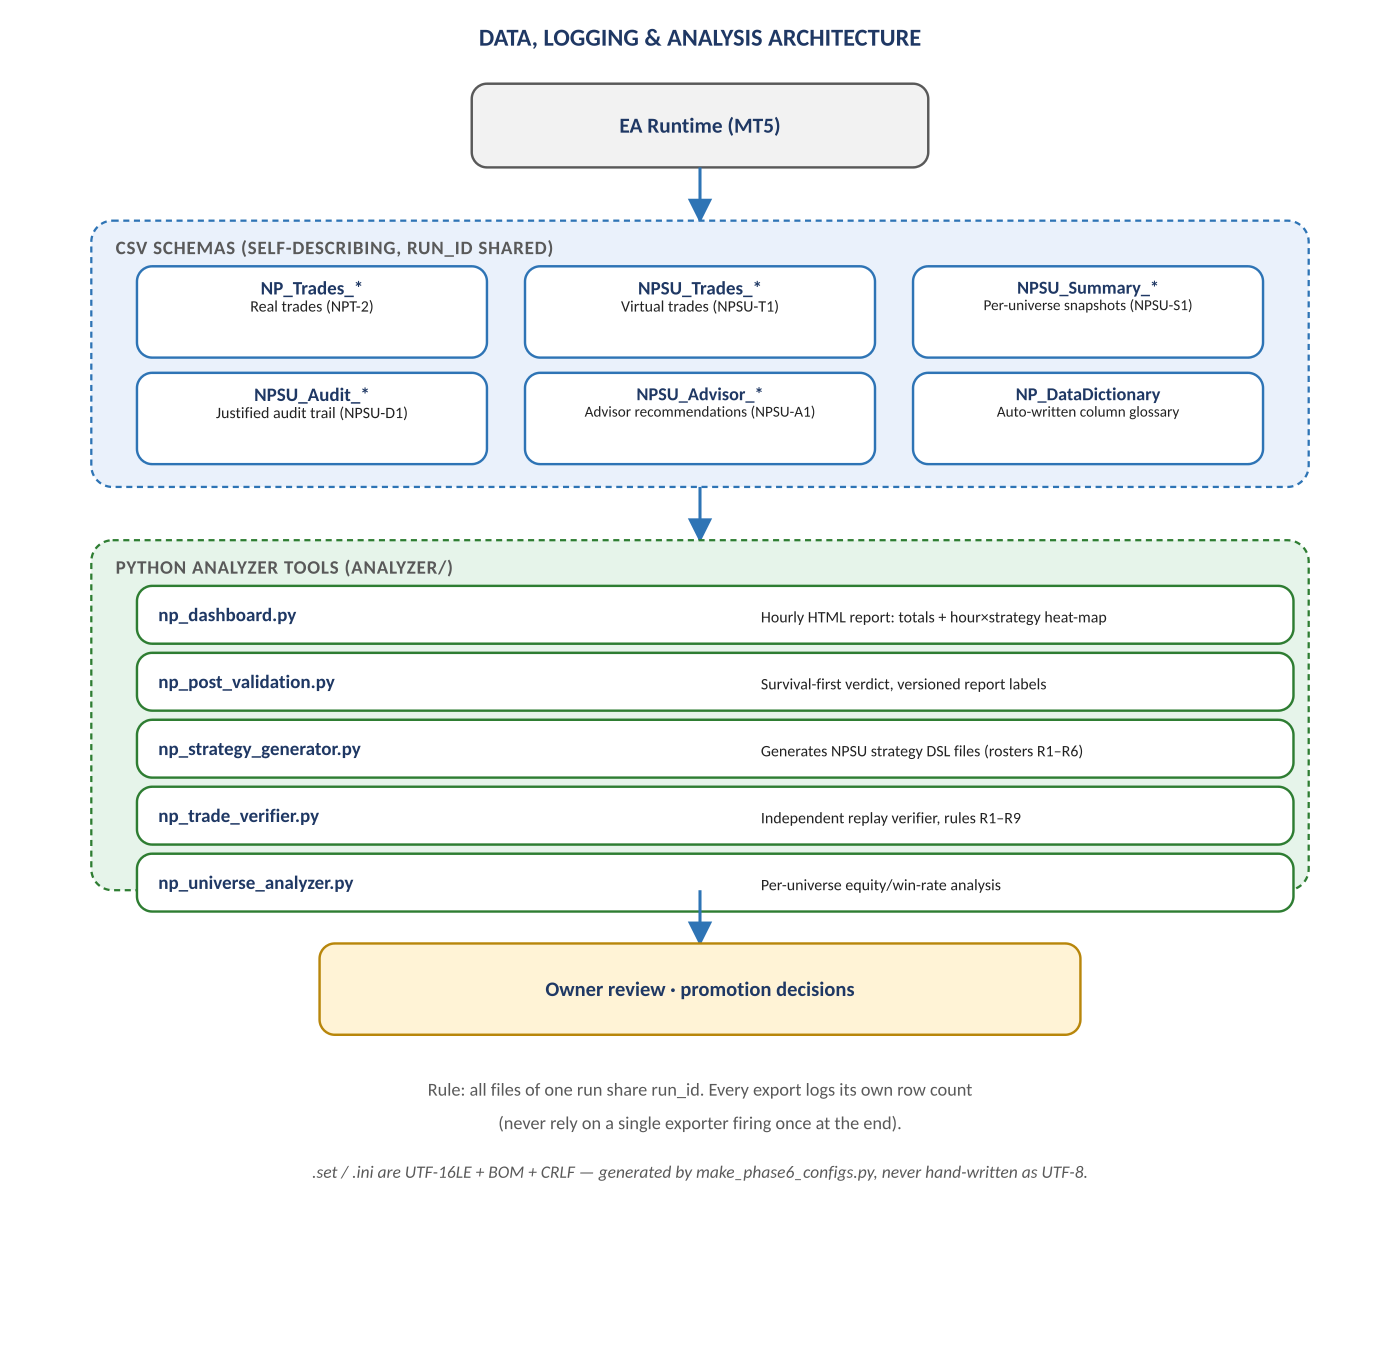 DATA, LOGGING & ANALYSIS ARCHITECTURE
EA Runtime (MT5)
CSV SCHEMAS (SELF-DESCRIBING, RUN_ID SHARED)
NP_Trades_*
Real trades (NPT-2)
NPSU_Trades_*
Virtual trades (NPSU-T1)
NPSU_Summary_*
Per-universe snapshots (NPSU-S1)
NPSU_Audit_*
Justified audit trail (NPSU-D1)
NPSU_Advisor_*
Advisor recommendations (NPSU-A1)
NP_DataDictionary
Auto-written column glossary
PYTHON ANALYZER TOOLS (ANALYZER/)
np_dashboard.py
Hourly HTML report: totals + hour×strategy heat-map
np_post_validation.py
Survival-first verdict, versioned report labels
np_strategy_generator.py
Generates NPSU strategy DSL files (rosters R1–R6)
np_trade_verifier.py
Independent replay verifier, rules R1–R9
np_universe_analyzer.py
Per-universe equity/win-rate analysis
Owner review · promotion decisions
Rule: all files of one run share run_id. Every export logs its own row count
(never rely on a single exporter firing once at the end).
.set / .ini are UTF-16LE + BOM + CRLF — generated by make_phase6_configs.py, never hand-written as UTF-8.